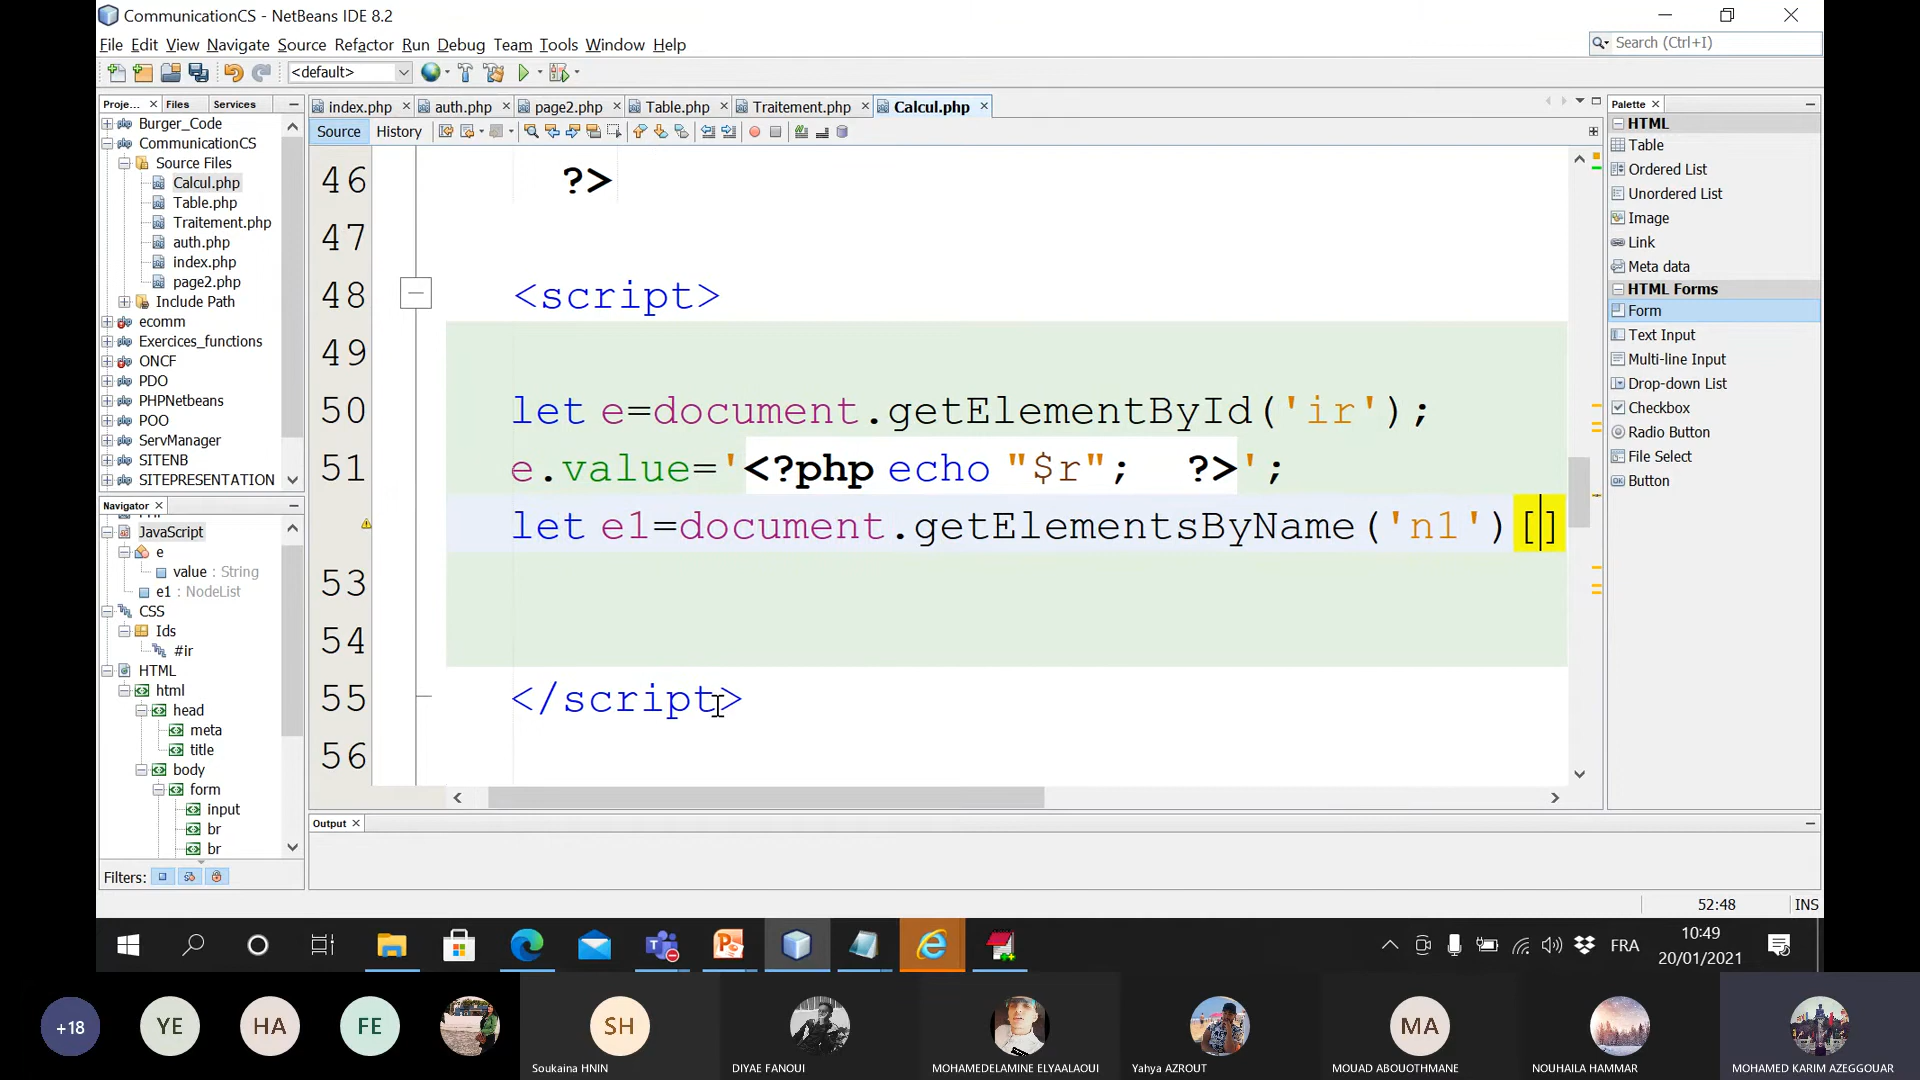 CommunicationCS - NetBeans IDE 8.2
File Edit View Navigate Source Refactor Run Debug Team Tools Window Help
Search (Ctrl+I)
<default>
Proje... Files Services
index.php auth.php page2.php Table.php Traitement.php Calcul.php
Source History
Burger_Code
CommunicationCS
Source Files
Calcul.php
Table.php
Traitement.php
auth.php
index.php
page2.php
Include Path
ecomm
Exercices_functions
ONCF
PDO
PHPNetbeans
POO
ServManager
SITENB
SITEPRESENTATION
Navigator
JavaScript
e
value : String
e1 : NodeList
CSS
Ids
#ir
HTML
html
head
meta
title
body
form
input
br
br
Filters:
46 ?>
47
48 <script>
49
50 let e=document.getElementById('ir');
51 e.value='<?php echo "$r"; ?>';
let e1=document.getElementsByName('n1')[]
53
54
55 </script>
56
Output
Palette
HTML
Table
Ordered List
Unordered List
Image
Link
Meta data
HTML Forms
Form
Text Input
Multi-line Input
Drop-down List
Checkbox
Radio Button
File Select
Button
52:48 INS
FRA
10:49
20/01/2021
+18 YE HA FE SH MA
Soukaina HNIN DIYAE FANOUI MOHAMEDELAMINE ELYAALAOUI Yahya AZROUT MOUAD ABOUOTHMANE NOUHAILA HAMMAR MOHAMED KARIM AZEGGOUAR